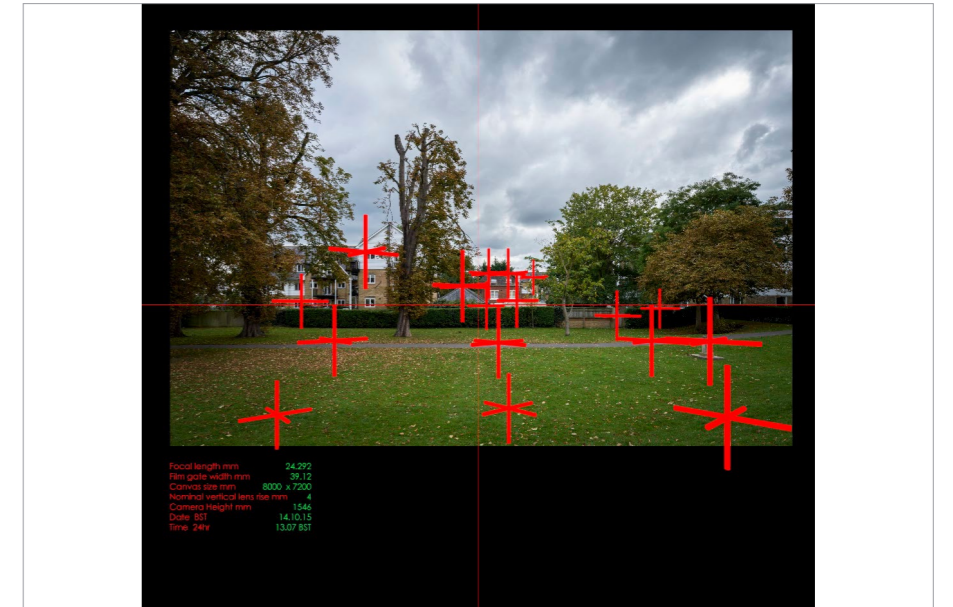 Focal length mm 24.292
Film gate width mm 39.12
Canvas size mm 8000 x 7200
Nominal vertical lens rise mm 4
Camera Height mm 1546
Date BST 14.10.15
Time 24hr 13.07 BST